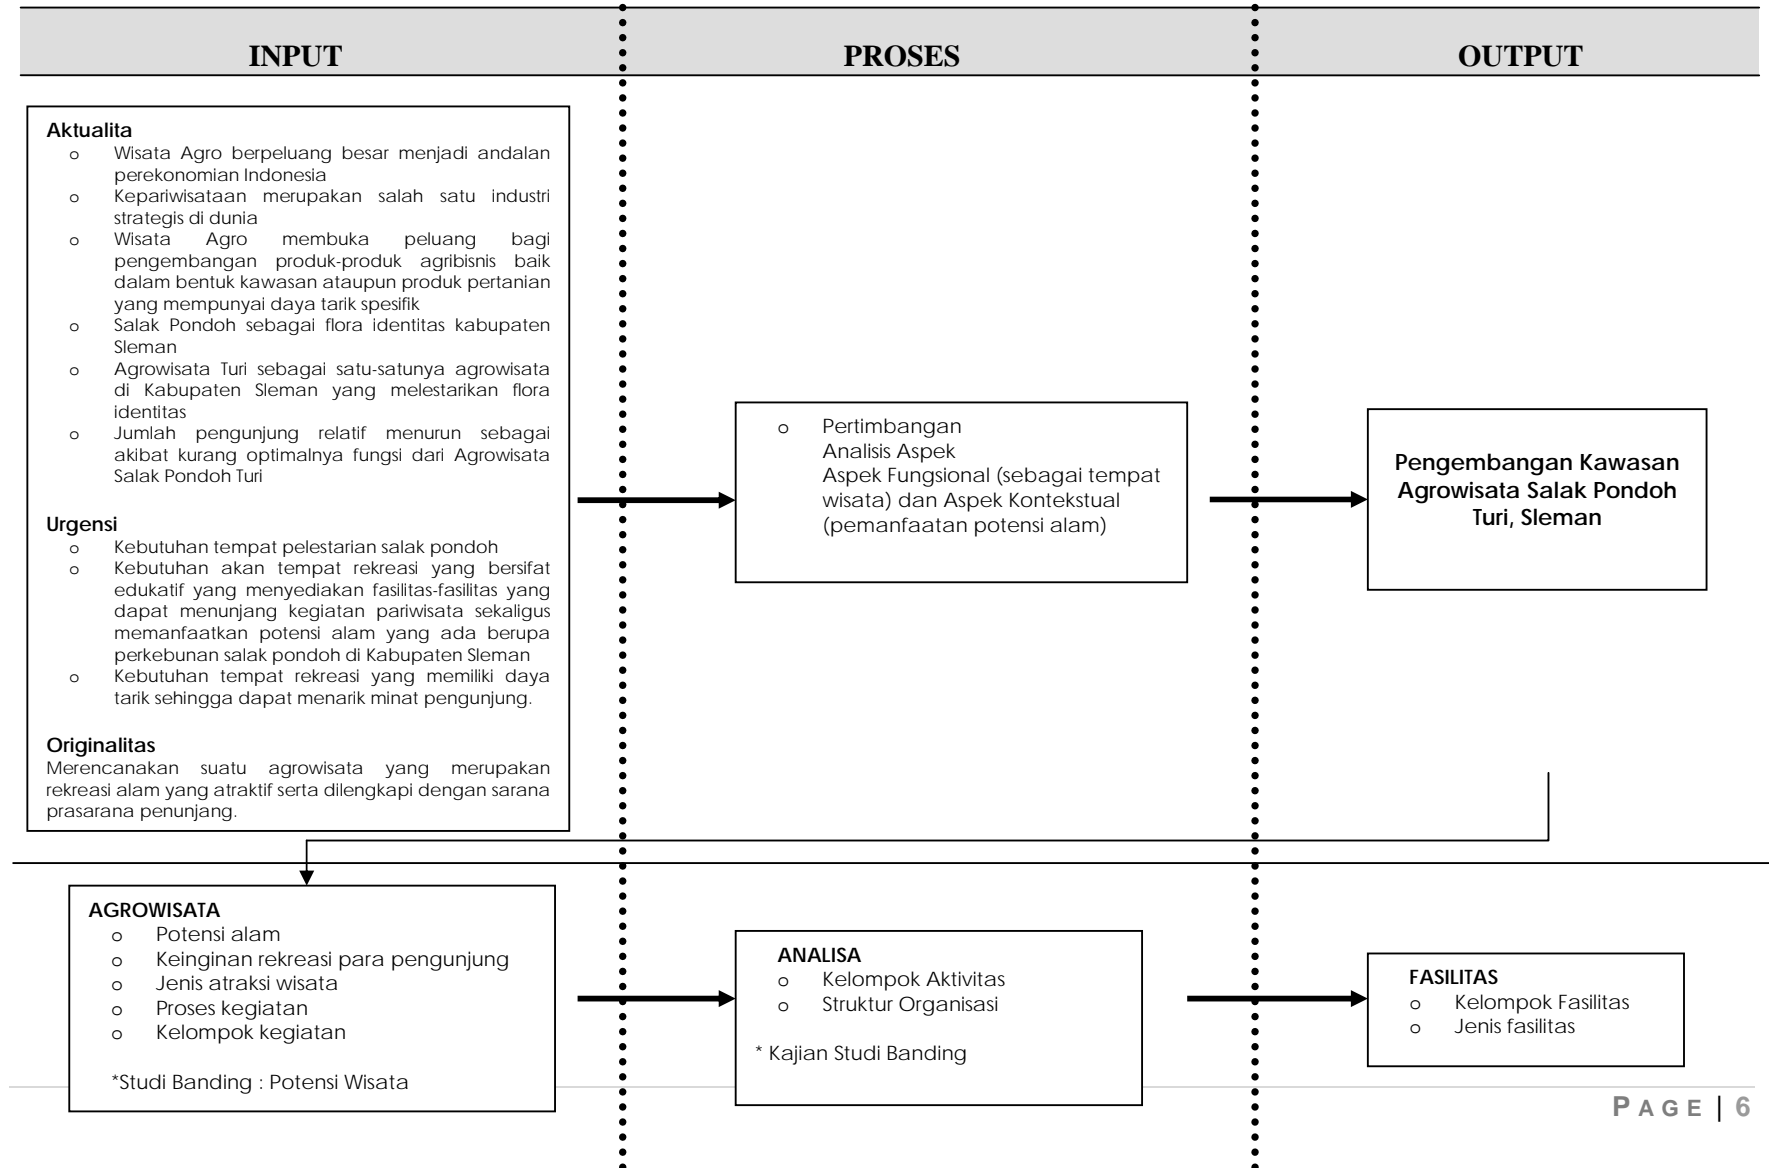 INPUT
PROSES
OUTPUT
Aktualita
o Wisata Agro berpeluang besar menjadi andalan
perekonomian Indonesia
o Kepariwisataan merupakan salah satu industri
strategis di dunia
o Wisata Agro membuka peluang bagi
pengembangan produk-produk agribisnis baik
dalam bentuk kawasan ataupun produk pertanian
yang mempunyai daya tarik spesifik
o Salak Pondoh sebagai flora identitas kabupaten
Sleman
o Agrowisata Turi sebagai satu-satunya agrowisata
di Kabupaten Sleman yang melestarikan flora
identitas
o Jumlah pengunjung relatif menurun sebagai
akibat kurang optimalnya fungsi dari Agrowisata
Salak Pondoh Turi
Urgensi
o Kebutuhan tempat pelestarian salak pondoh
o Kebutuhan akan tempat rekreasi yang bersifat
edukatif yang menyediakan fasilitas-fasilitas yang
dapat menunjang kegiatan pariwisata sekaligus
memanfaatkan potensi alam yang ada berupa
perkebunan salak pondoh di Kabupaten Sleman
o Kebutuhan tempat rekreasi yang memiliki daya
tarik sehingga dapat menarik minat pengunjung.
Originalitas
Merencanakan suatu agrowisata yang merupakan
rekreasi alam yang atraktif serta dilengkapi dengan sarana
prasarana penunjang.
o Pertimbangan
Analisis Aspek
Aspek Fungsional (sebagai tempat
wisata) dan Aspek Kontekstual
(pemanfaatan potensi alam)
Pengembangan Kawasan
Agrowisata Salak Pondoh
Turi, Sleman
AGROWISATA
o Potensi alam
o Keinginan rekreasi para pengunjung
o Jenis atraksi wisata
o Proses kegiatan
o Kelompok kegiatan
*Studi Banding : Potensi Wisata
ANALISA
o Kelompok Aktivitas
o Struktur Organisasi
* Kajian Studi Banding
FASILITAS
o Kelompok Fasilitas
o Jenis fasilitas
PAGE | 6